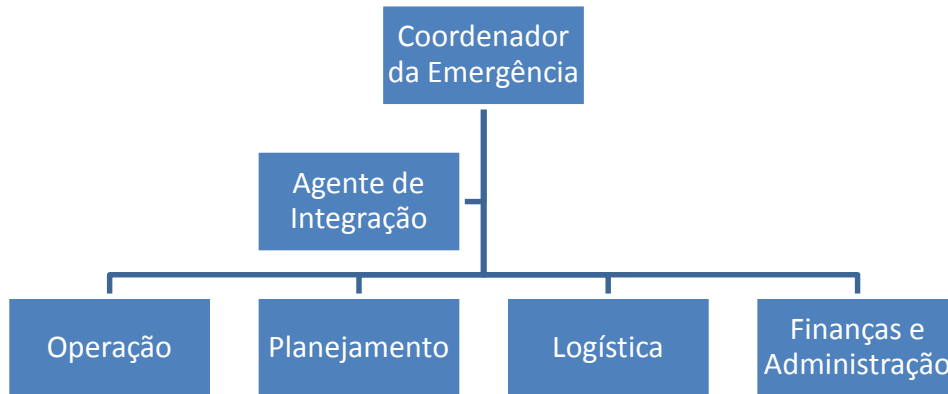 Coordenador
da Emergência
Agente de
Integração
Operação
Planejamento
Logística
Finanças e
Administração